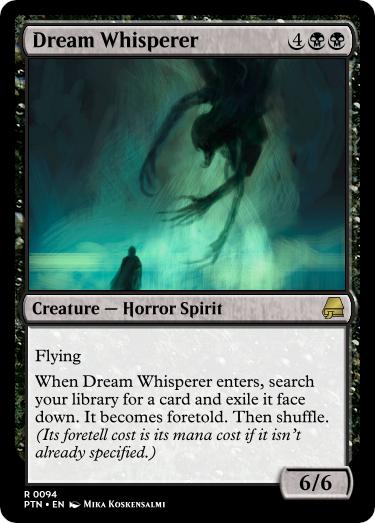 Dream Whisperer 4
Creature — Horror Spirit
Flying
When Dream Whisperer enters, search
your library for a card and exile it face
down. It becomes foretold. Then shuffle.
(Its foretell cost is its mana cost if it isn't
already specified.)
6/6
R 0094
PTN • EN Mika Koskensalmi